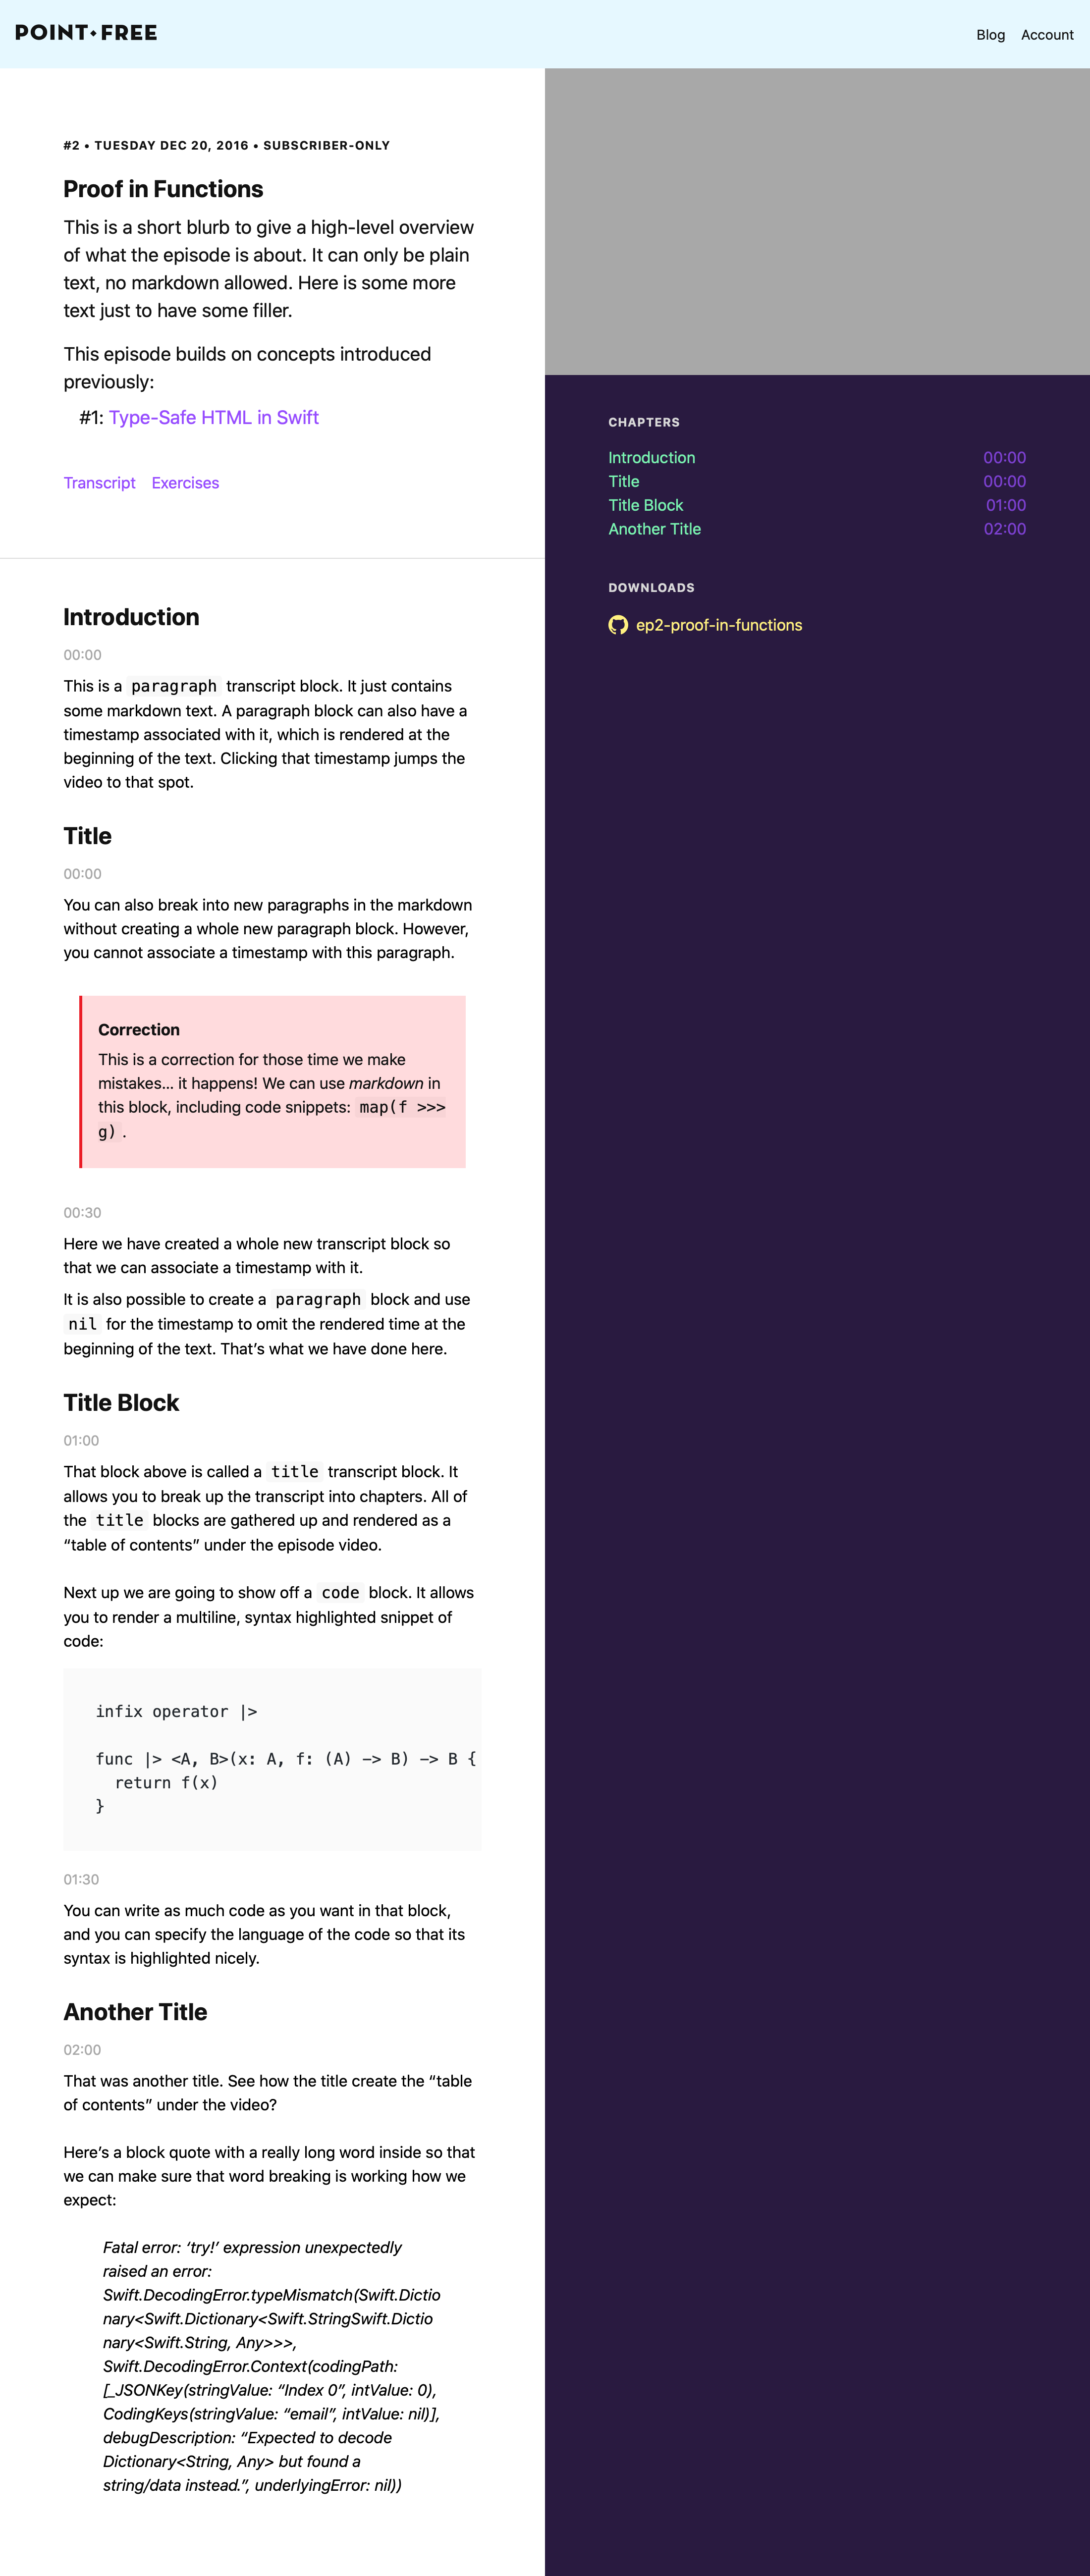 POINT•FREE
Blog Account
#2 • TUESDAY DEC 20, 2016 • SUBSCRIBER-ONLY
Proof in Functions
This is a short blurb to give a high-level overview
of what the episode is about. It can only be plain
text, no markdown allowed. Here is some more
text just to have some filler.
This episode builds on concepts introduced
previously:
#1: Type-Safe HTML in Swift
Transcript Exercises
Introduction
00:00
This is a paragraph transcript block. It just contains
some markdown text. A paragraph block can also have a
timestamp associated with it, which is rendered at the
beginning of the text. Clicking that timestamp jumps the
video to that spot.
Title
00:00
You can also break into new paragraphs in the markdown
without creating a whole new paragraph block. However,
you cannot associate a timestamp with this paragraph.
Correction
This is a correction for those time we make
mistakes… it happens! We can use markdown in
this block, including code snippets: map(f >>>
g).
00:30
Here we have created a whole new transcript block so
that we can associate a timestamp with it.
It is also possible to create a paragraph block and use
nil for the timestamp to omit the rendered time at the
beginning of the text. That’s what we have done here.
Title Block
01:00
That block above is called a title transcript block. It
allows you to break up the transcript into chapters. All of
the title blocks are gathered up and rendered as a
“table of contents” under the episode video.
Next up we are going to show off a code block. It allows
you to render a multiline, syntax highlighted snippet of
code:
infix operator |>
func |> <A, B>(x: A, f: (A) -> B) -> B {
  return f(x)
}
01:30
You can write as much code as you want in that block,
and you can specify the language of the code so that its
syntax is highlighted nicely.
Another Title
02:00
That was another title. See how the title create the “table
of contents” under the video?
Here’s a block quote with a really long word inside so that
we can make sure that word breaking is working how we
expect:
Fatal error: ‘try!’ expression unexpectedly
raised an error:
Swift.DecodingError.typeMismatch(Swift.Dictio
nary<Swift.Dictionary<Swift.StringSwift.Dictio
nary<Swift.String, Any>>>,
Swift.DecodingError.Context(codingPath:
[_JSONKey(stringValue: “Index 0”, intValue: 0),
CodingKeys(stringValue: “email”, intValue: nil)],
debugDescription: “Expected to decode
Dictionary<String, Any> but found a
string/data instead.”, underlyingError: nil))
CHAPTERS
Introduction 00:00
Title 00:00
Title Block 01:00
Another Title 02:00
DOWNLOADS
ep2-proof-in-functions